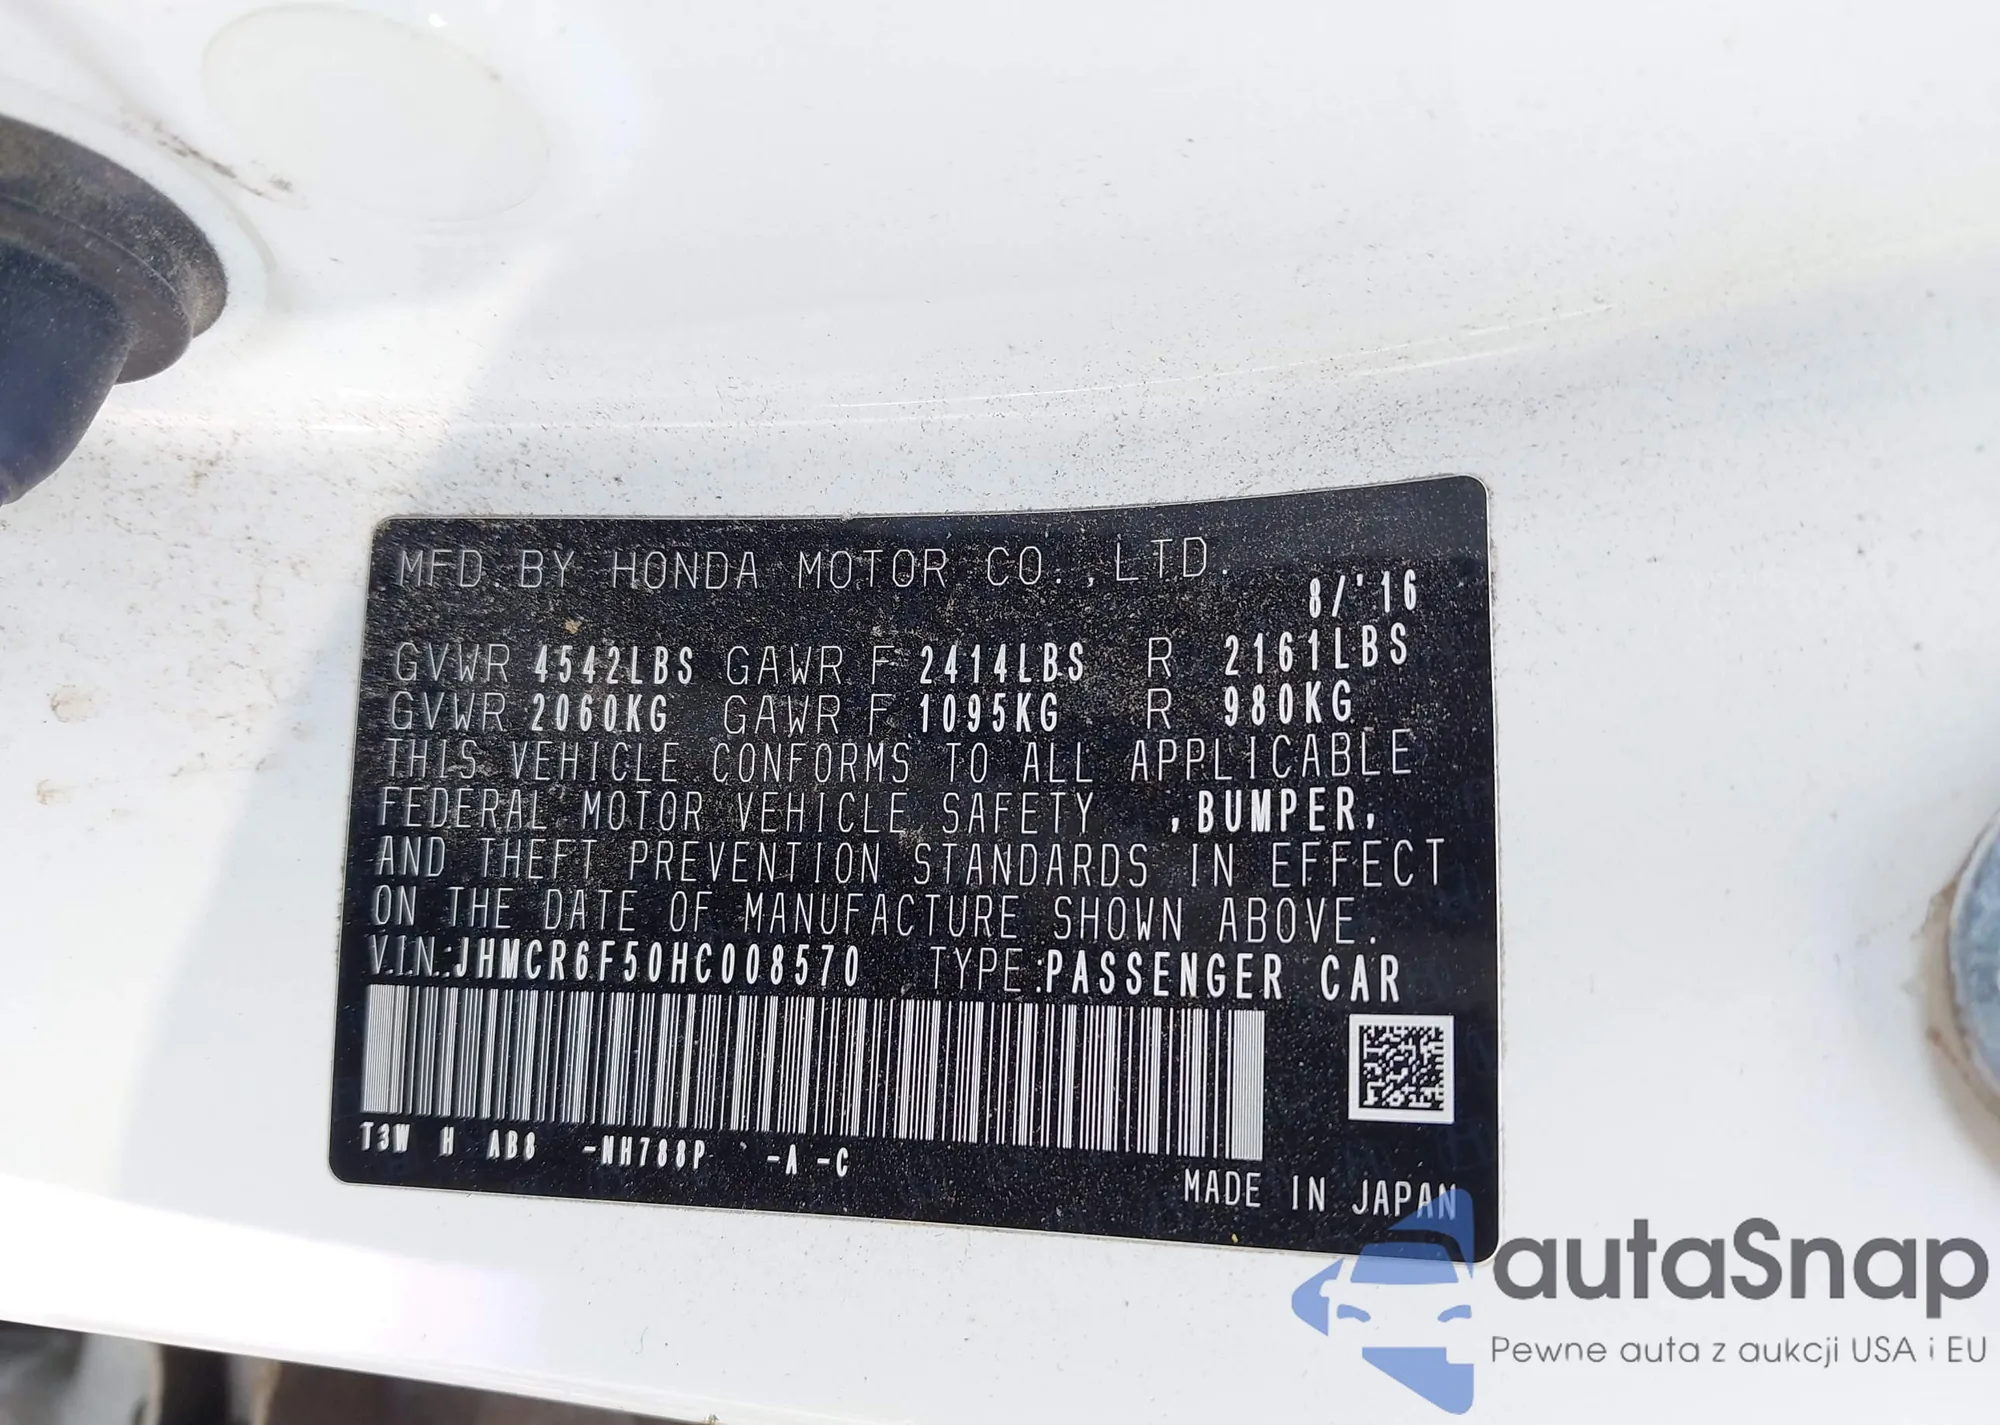 MFD. BY HONDA MOTOR CO.,LTD.
8/'16
GVWR 4542LBS GAWR F 2414LBS R 2161LBS
GVWR 2060KG GAWR F 1095KG R 980KG
THIS VEHICLE CONFORMS TO ALL APPLICABLE
FEDERAL MOTOR VEHICLE SAFETY ,BUMPER,
AND THEFT PREVENTION STANDARDS IN EFFECT
ON THE DATE OF MANUFACTURE SHOWN ABOVE.
V.I.N.:JHMCR6F50HC008570 TYPE:PASSENGER CAR
T3W H AB8 -NH788P -A -C
MADE IN JAPAN
autaSnap
Pewne auta z aukcji USA i EU